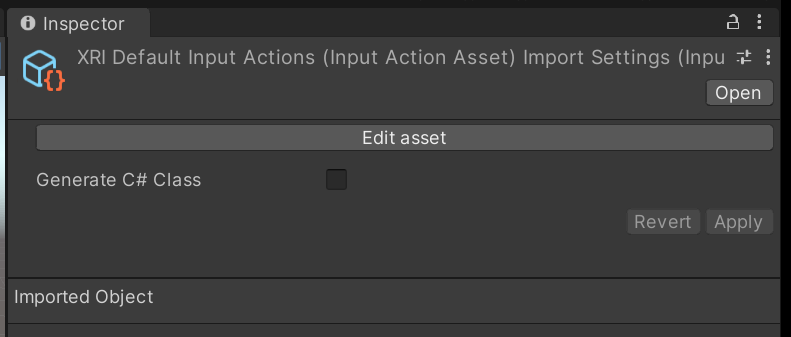 Inspector
XRI Default Input Actions (Input Action Asset) Import Settings (Inpu
Open
Edit asset
Generate C# Class
Revert Apply
Imported Object